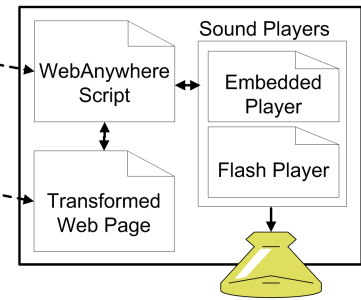 Sound Players
WebAnywhere
Script
Embedded
Player
Flash Player
Transformed
Web Page